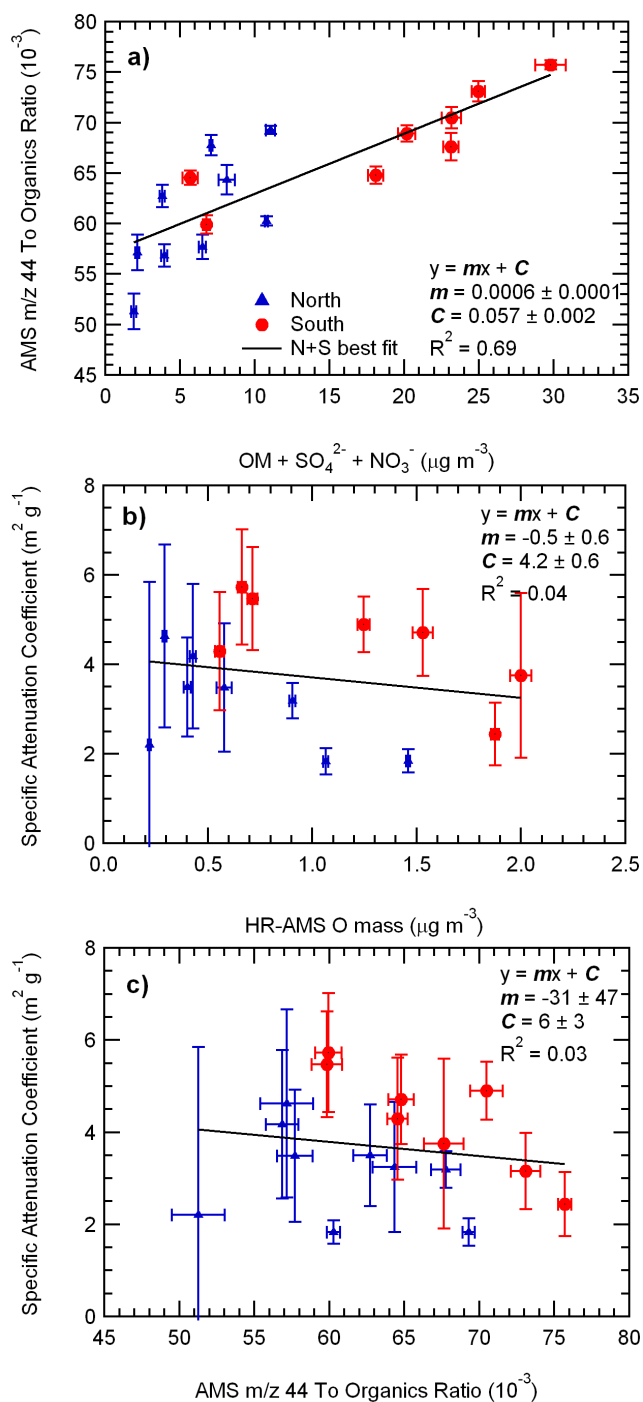 a)
AMS m/z 44 To Organics Ratio (10⁻³)
80
75
70
65
60
55
50
45
North
South
N+S best fit
y = mx + C
m = 0.0006 ± 0.0001
C = 0.057 ± 0.002
R² = 0.69
0 5 10 15 20 25 30 35
OM + SO₄²⁻ + NO₃⁻ (μg m⁻³)
b)
Specific Attenuation Coefficient (m² g⁻¹)
8
6
4
2
0
y = mx + C
m = -0.5 ± 0.6
C = 4.2 ± 0.6
R² = 0.04
0.0 0.5 1.0 1.5 2.0 2.5
HR-AMS O mass (μg m⁻³)
c)
Specific Attenuation Coefficient (m² g⁻¹)
8
6
4
2
0
y = mx + C
m = -31 ± 47
C = 6 ± 3
R² = 0.03
45 50 55 60 65 70 75 80
AMS m/z 44 To Organics Ratio (10⁻³)